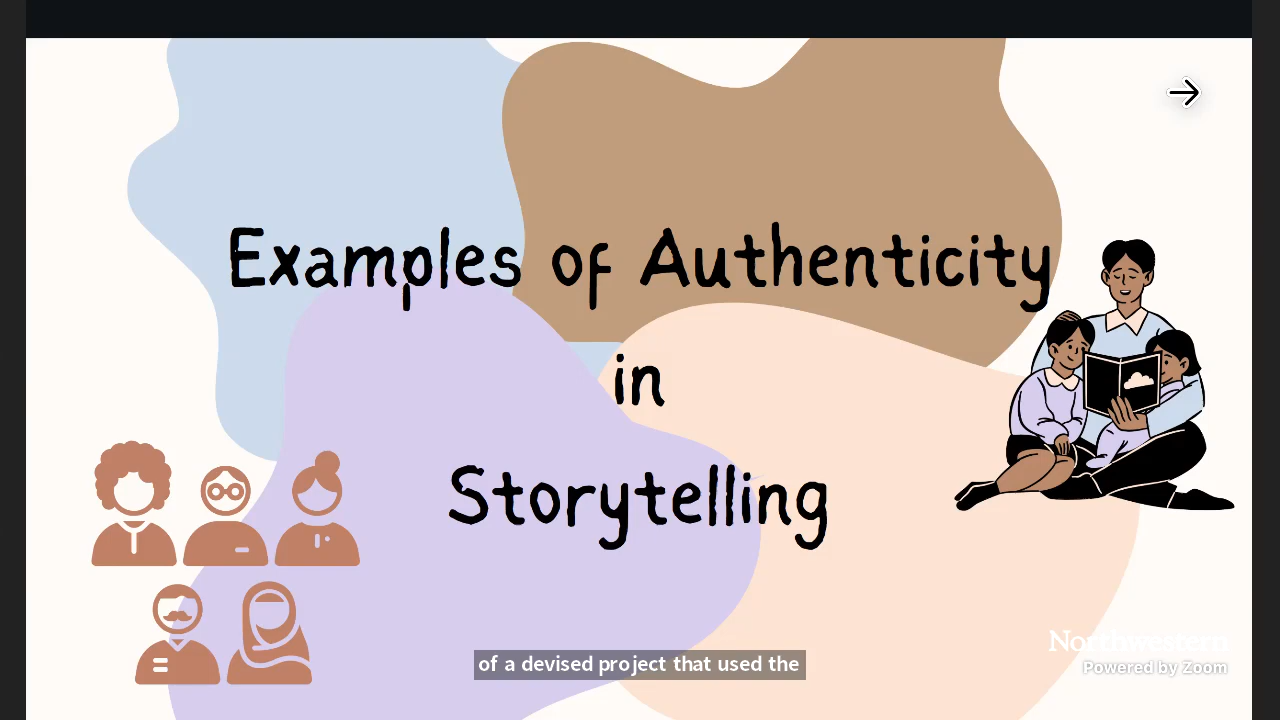 Examples of Authenticity
in
Storytelling
of a devised project that used the
Northwestern
Powered by Zoom